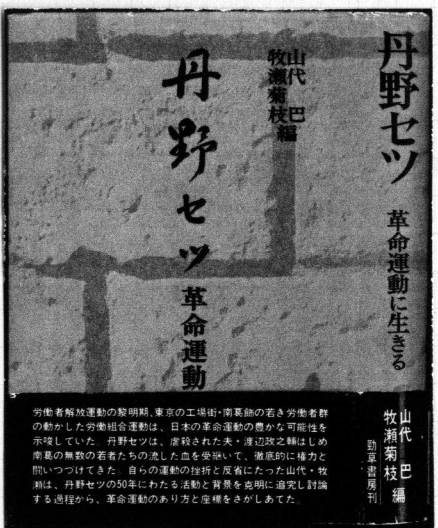 丹野セツ 革命運動に生きる
山代 巴
牧瀬菊枝 編
勁草書房刊
山代 巴
牧瀬菊枝 編
丹野セツ 革命運動
労働者解放運動の黎明期、東京の工場街・南葛飾の若き労働者群
の動かした労働組合運動は、日本の革命運動の豊かな可能性を
示唆していた。丹野セツは、虐殺された夫・渡辺政之輔はじめ
南葛の無数の若者たちの流した血を受継いで、徹底的に権力と
闘いつづけてきた。自らの運動の挫折と反省にたった山代・牧
瀬は、丹野セツの50年にわたる活動と背景を克明に追究し討論
する過程から、革命運動のあり方と座標をさがしあてた。